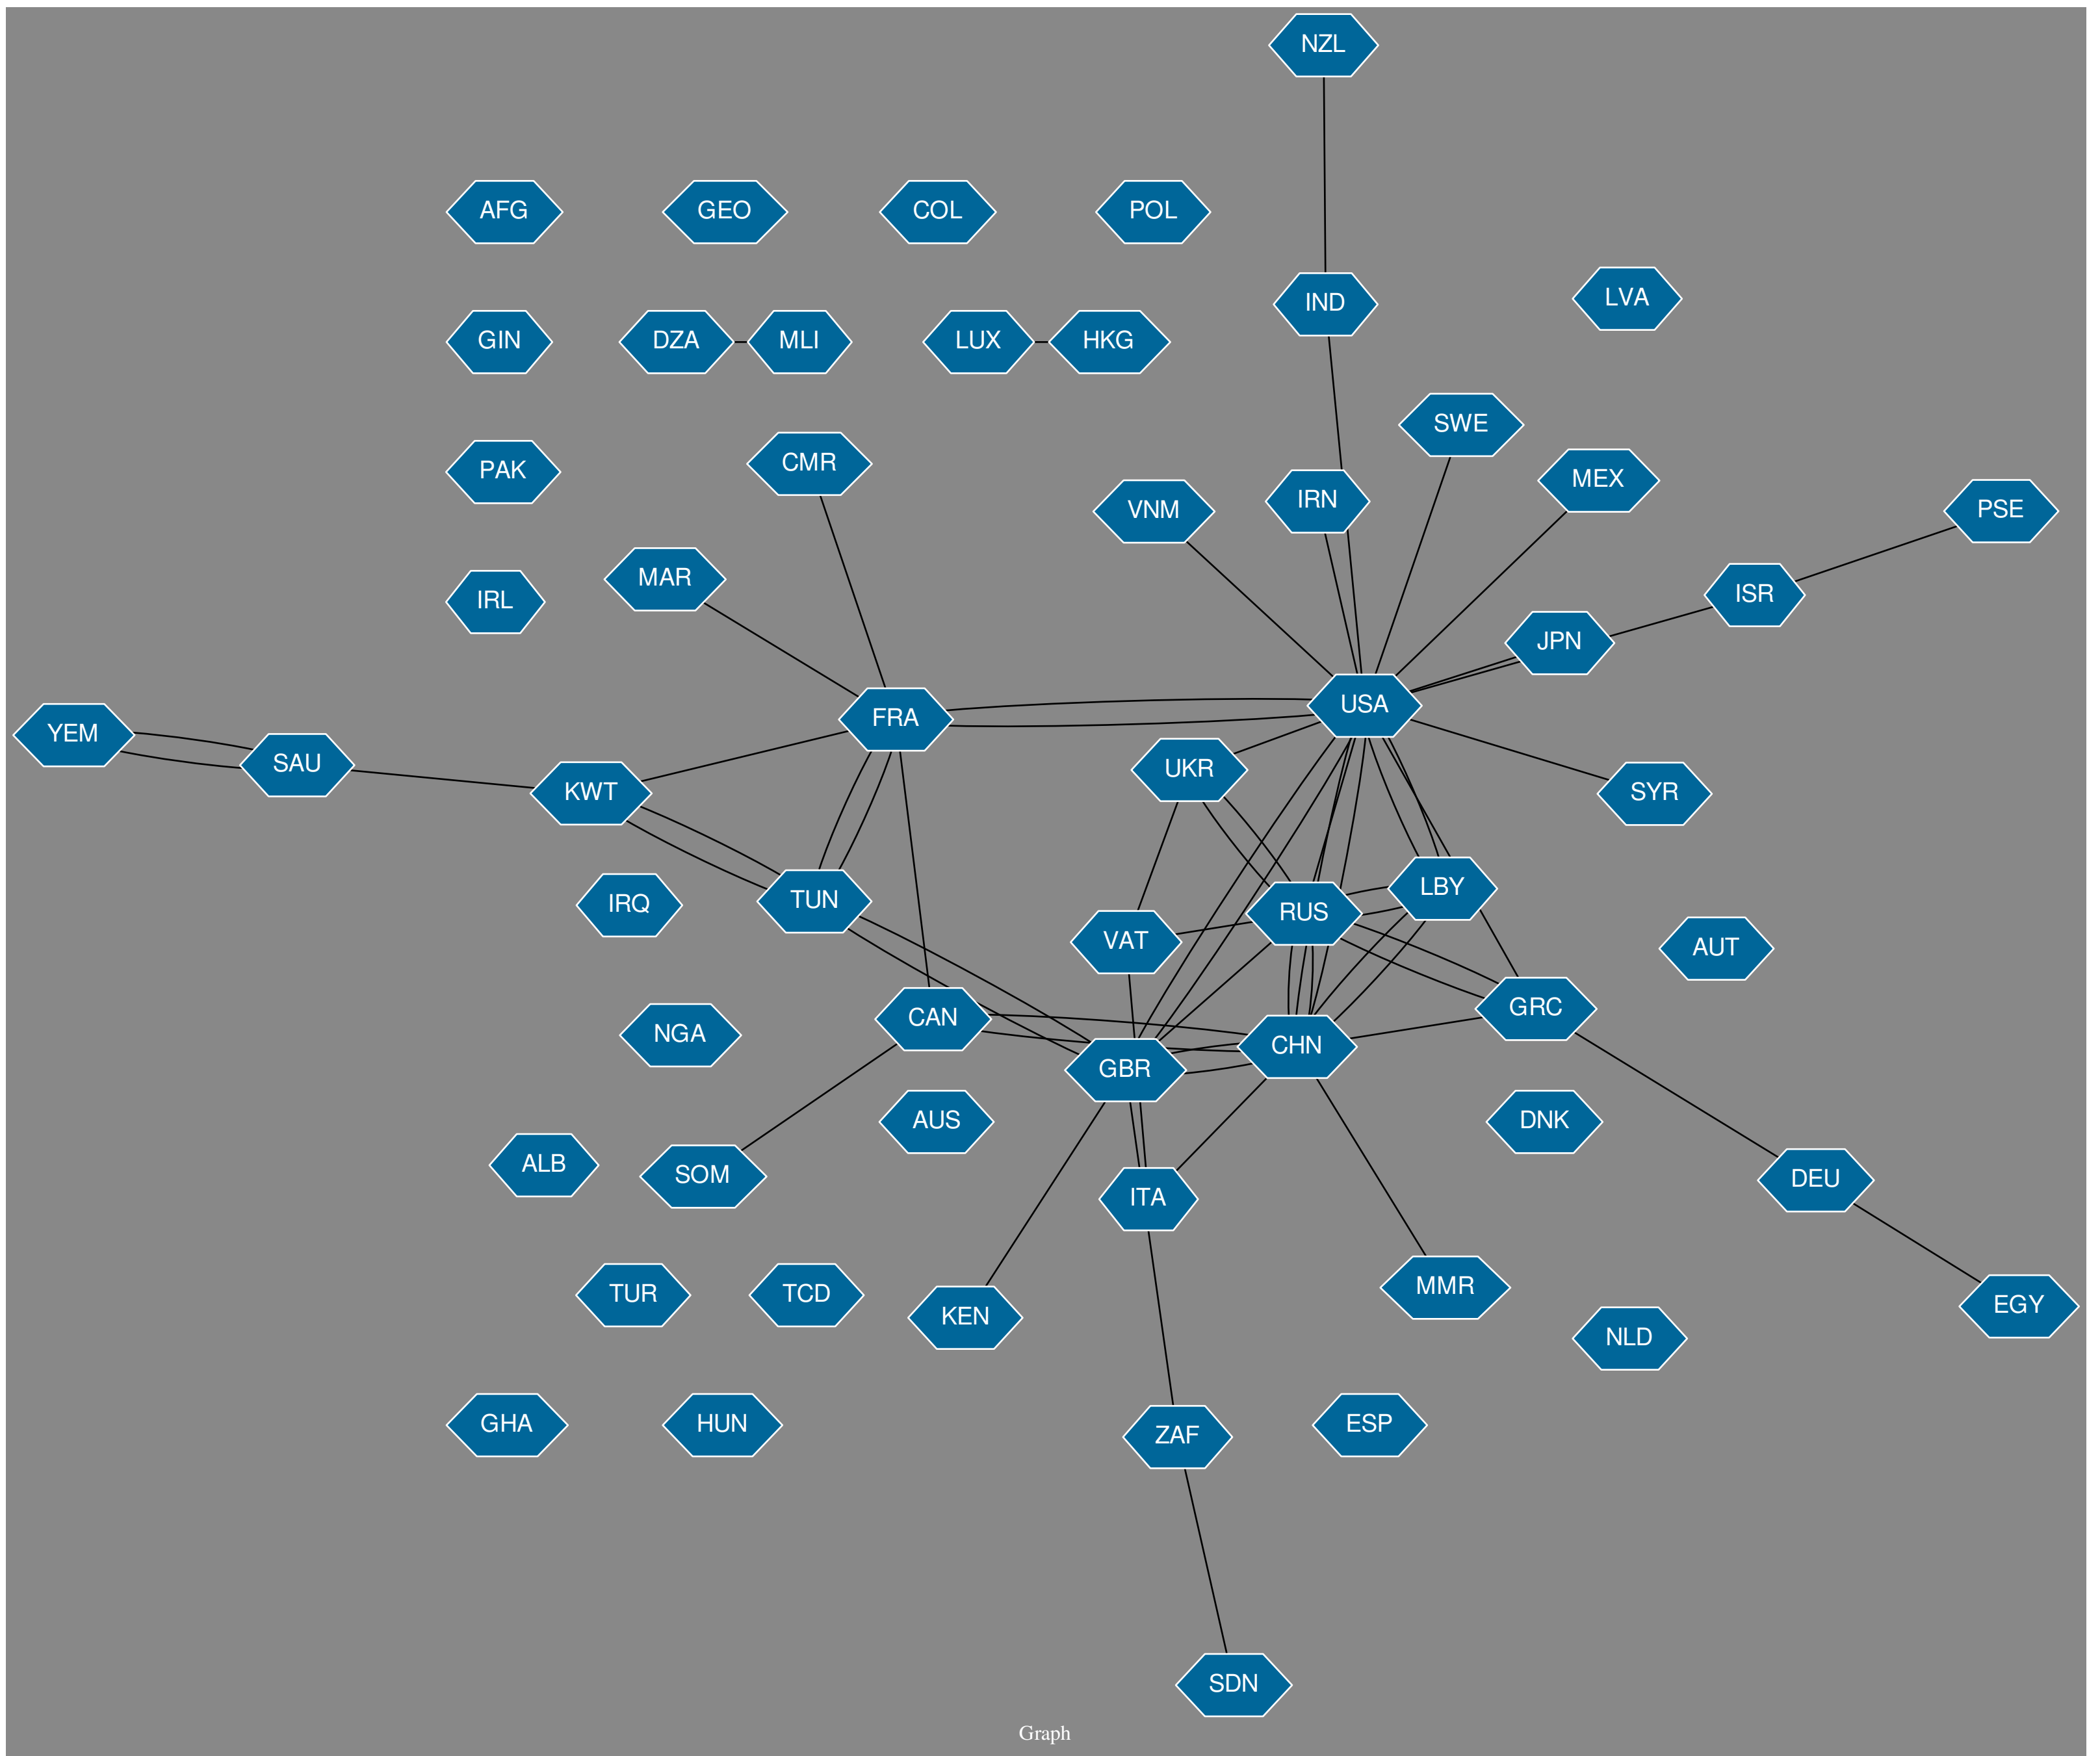 NZL
AFG
GEO
COL
POL
LVA
IND
GIN
DZA
MLI
LUX
HKG
SWE
CMR
PAK
MEX
IRN
VNM
PSE
MAR
ISR
IRL
JPN
USA
FRA
YEM
SAU
UKR
KWT
SYR
LBY
TUN
IRQ
RUS
VAT
AUT
GRC
CAN
NGA
CHN
GBR
AUS
DNK
ALB
SOM
DEU
ITA
MMR
TUR
TCD
EGY
KEN
NLD
GHA
HUN
ESP
ZAF
SDN
Graph